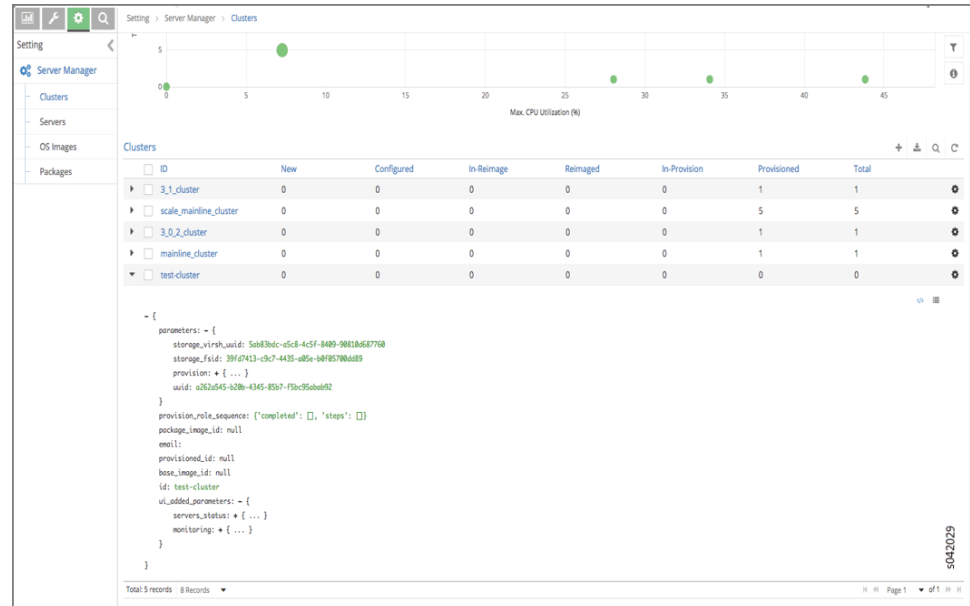 Setting > Server Manager > Clusters
Setting
Server Manager
Clusters
Servers
OS Images
Packages
5
0
0 5 10 15 20 25 30 35 40 45
Max. CPU Utilization (%)
Clusters
ID New Configured In-Reimage Reimaged In-Provision Provisioned Total
3_1_cluster 0 0 0 0 0 1 1
scale_mainline_cluster 0 0 0 0 0 5 5
3_0_2_cluster 0 0 0 0 0 1 1
mainline_cluster 0 0 0 0 0 1 1
test-cluster 0 0 0 0 0 0 0
- {
parameters: - {
storage_virsh_uuid: 5ab83bdc-a5c8-4c5f-8409-90810d687760
storage_fsid: 39fd7413-c9c7-4435-a05e-b0f05700dd89
provision: + { ... }
uuid: a262a545-b20b-4345-85b7-f5bc95abab92
}
provision_role_sequence: {'completed': [], 'steps': []}
package_image_id: null
email:
provisioned_id: null
base_image_id: null
id: test-cluster
ui_added_parameters: - {
servers_status: + { ... }
monitoring: + { ... }
}
}
s042029
Total: 5 records 8 Records Page 1 of 1